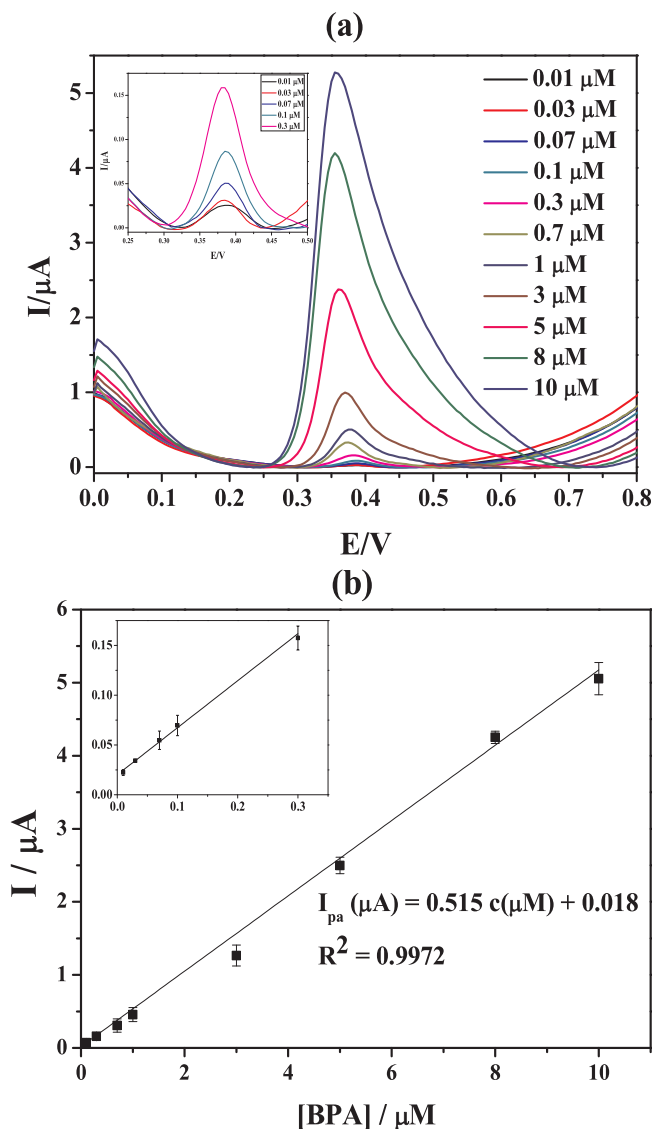 (a)
0.01 μM
0.03 μM
0.07 μM
0.1 μM
0.3 μM
0.7 μM
1 μM
3 μM
5 μM
8 μM
10 μM
0.01 μM
0.03 μM
0.07 μM
0.1 μM
0.3 μM
I/μA
0.15
0.10
0.05
0.00
0.25 0.30 0.35 0.40 0.45 0.50
E/V
I/μA
5
4
3
2
1
0
0.0 0.1 0.2 0.3 0.4 0.5 0.6 0.7 0.8
E/V
(b)
I / μA
6
5
4
3
2
1
0
0.15
0.10
0.05
0.00
0.0 0.1 0.2 0.3
I_pa (μA) = 0.515 c(μM) + 0.018
R² = 0.9972
0 2 4 6 8 10
[BPA] / μM